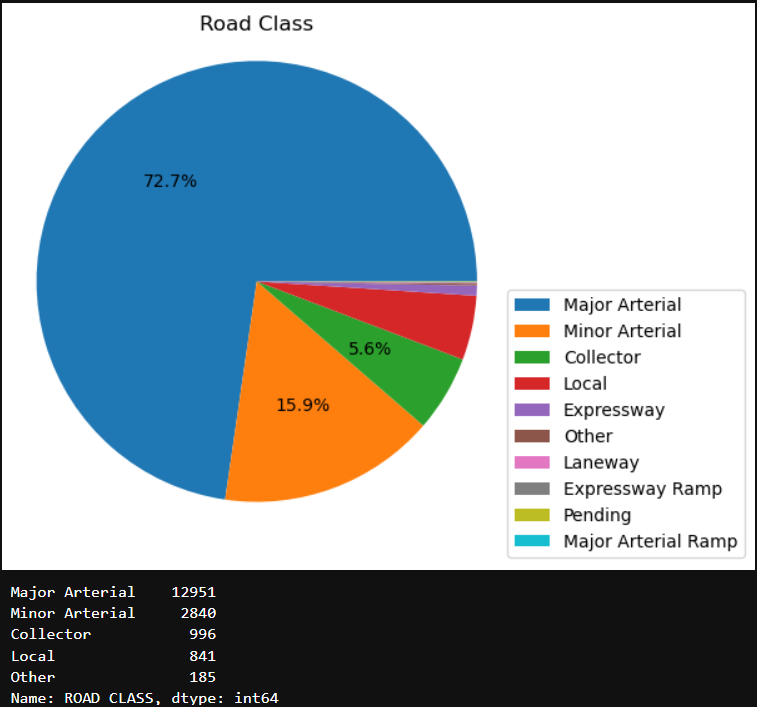 Road Class
72.7%
5.6%
15.9%
Major Arterial
Minor Arterial
Collector
Local
Expressway
Other
Laneway
Expressway Ramp
Pending
Major Arterial Ramp
Major Arterial    12951
Minor Arterial     2840
Collector           996
Local               841
Other               185
Name: ROAD CLASS, dtype: int64